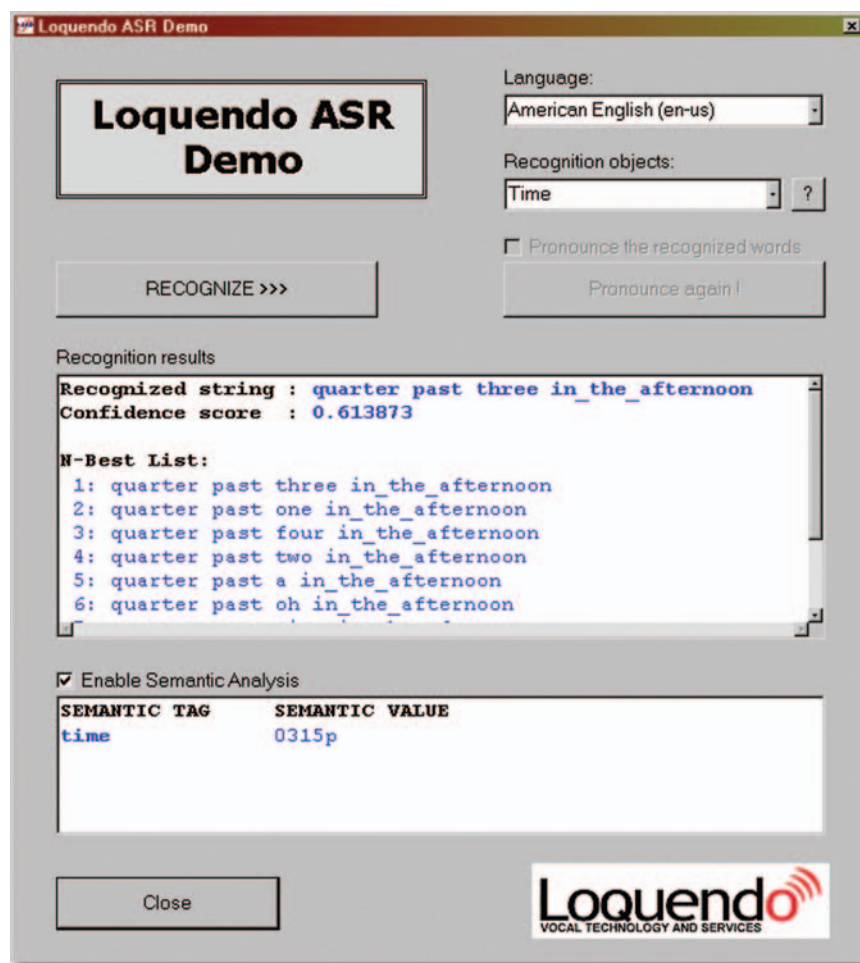 Loquendo ASR Demo
Loquendo ASR
Demo
Language:
American English (en-us)
Recognition objects:
Time
?
Pronounce the recognized words
RECOGNIZE >>>
Pronounce again !
Recognition results
Recognized string : quarter past three in_the_afternoon
Confidence score : 0.613873
N-Best List:
1: quarter past three in_the_afternoon
2: quarter past one in_the_afternoon
3: quarter past four in_the_afternoon
4: quarter past two in_the_afternoon
5: quarter past a in_the_afternoon
6: quarter past oh in_the_afternoon
Enable Semantic Analysis
SEMANTIC TAG SEMANTIC VALUE
time 0315p
Close
Loquendo
VOCAL TECHNOLOGY AND SERVICES